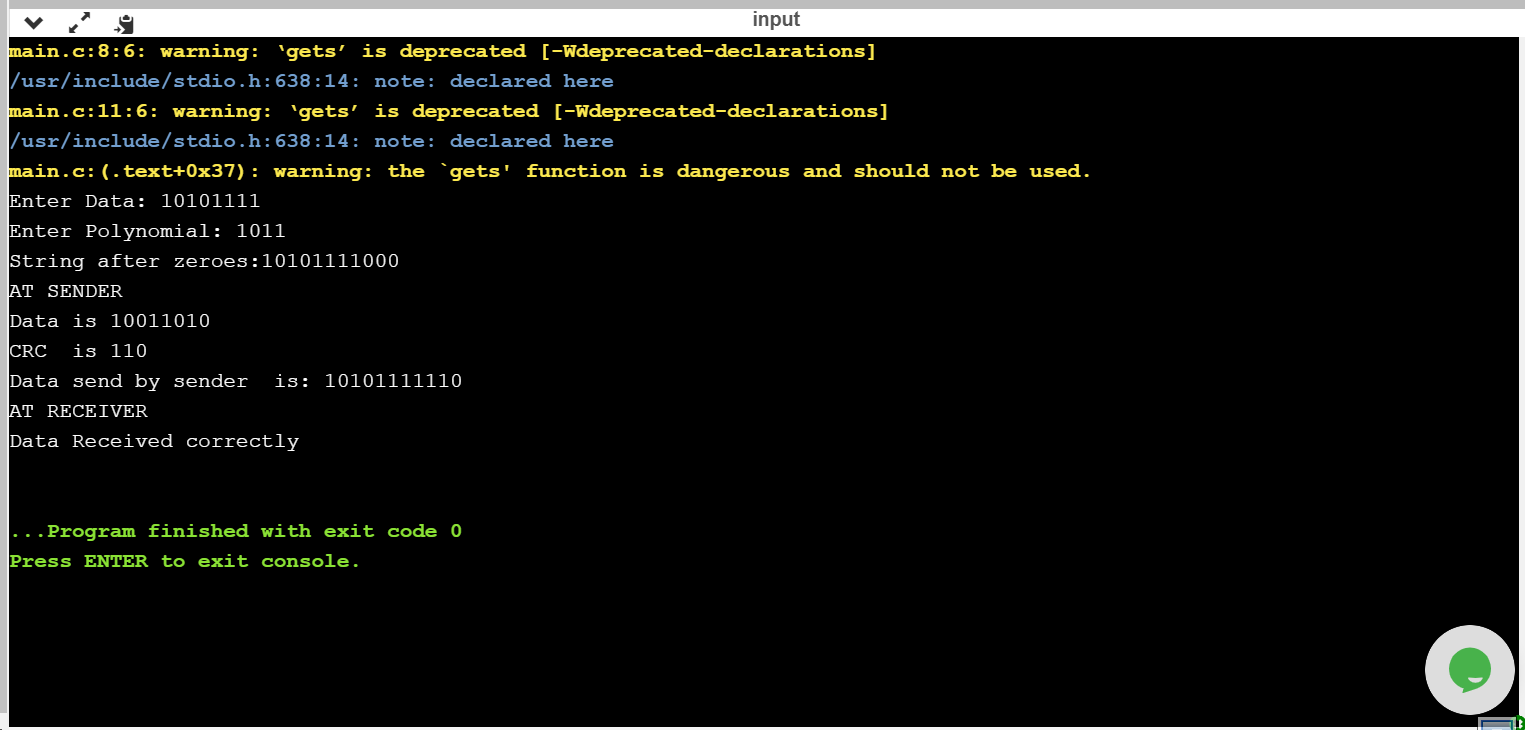 input
main.c:8:6: warning: ‘gets’ is deprecated [-Wdeprecated-declarations]
/usr/include/stdio.h:638:14: note: declared here
main.c:11:6: warning: ‘gets’ is deprecated [-Wdeprecated-declarations]
/usr/include/stdio.h:638:14: note: declared here
main.c:(.text+0x37): warning: the `gets' function is dangerous and should not be used.
Enter Data: 10101111
Enter Polynomial: 1011
String after zeroes:10101111000
AT SENDER
Data is 10011010
CRC  is 110
Data send by sender  is: 10101111110
AT RECEIVER
Data Received correctly
...Program finished with exit code 0
Press ENTER to exit console.